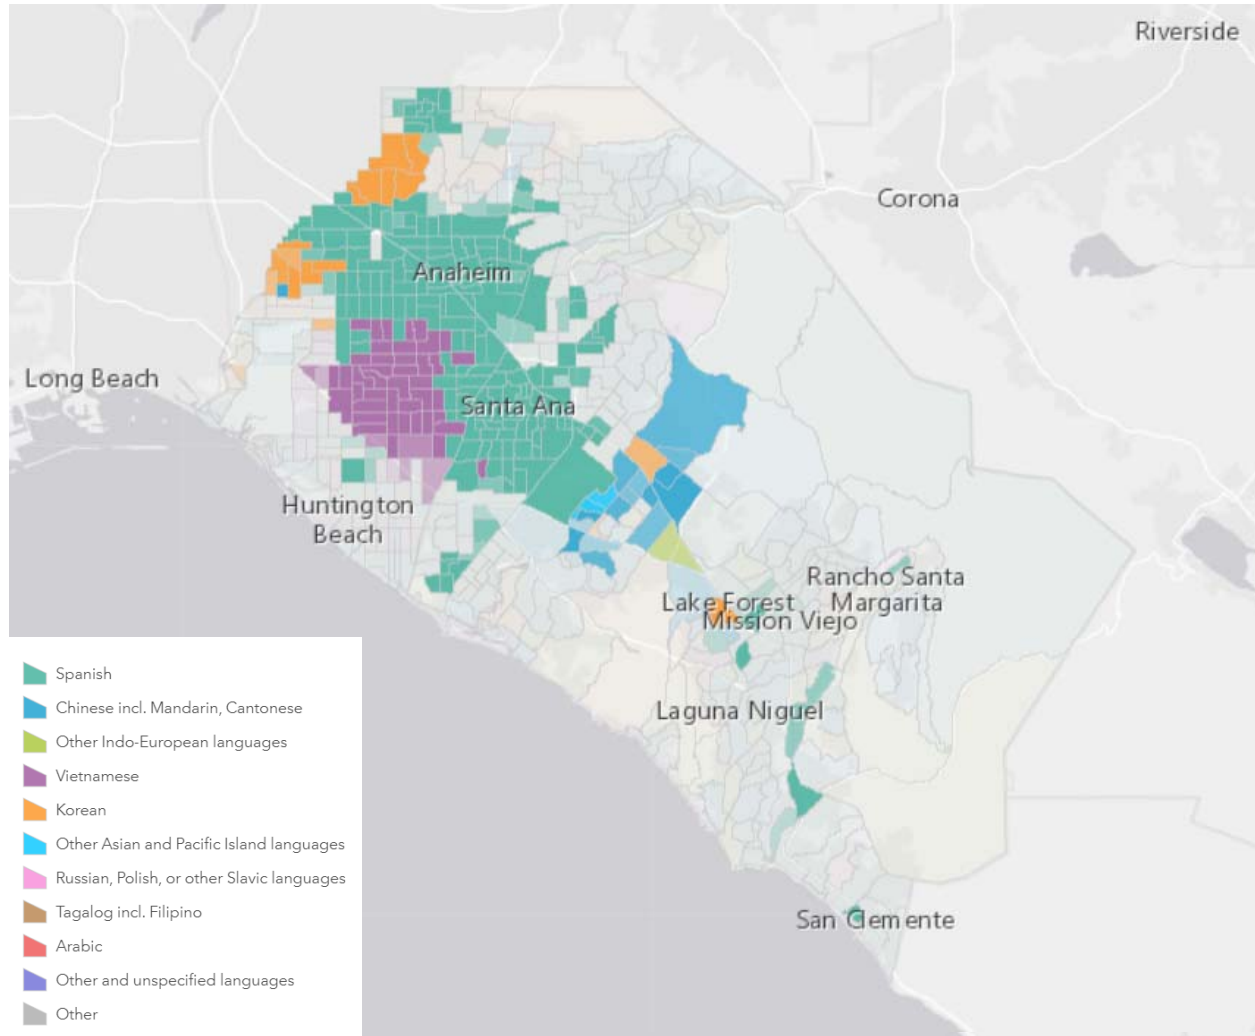 Riverside
Corona
Anaheim
Long Beach
Santa Ana
Huntington
Beach
Rancho Santa
Margarita
Lake Forest
Mission Viejo
Laguna Niguel
San Clemente
Spanish
Chinese incl. Mandarin, Cantonese
Other Indo-European languages
Vietnamese
Korean
Other Asian and Pacific Island languages
Russian, Polish, or other Slavic languages
Tagalog incl. Filipino
Arabic
Other and unspecified languages
Other